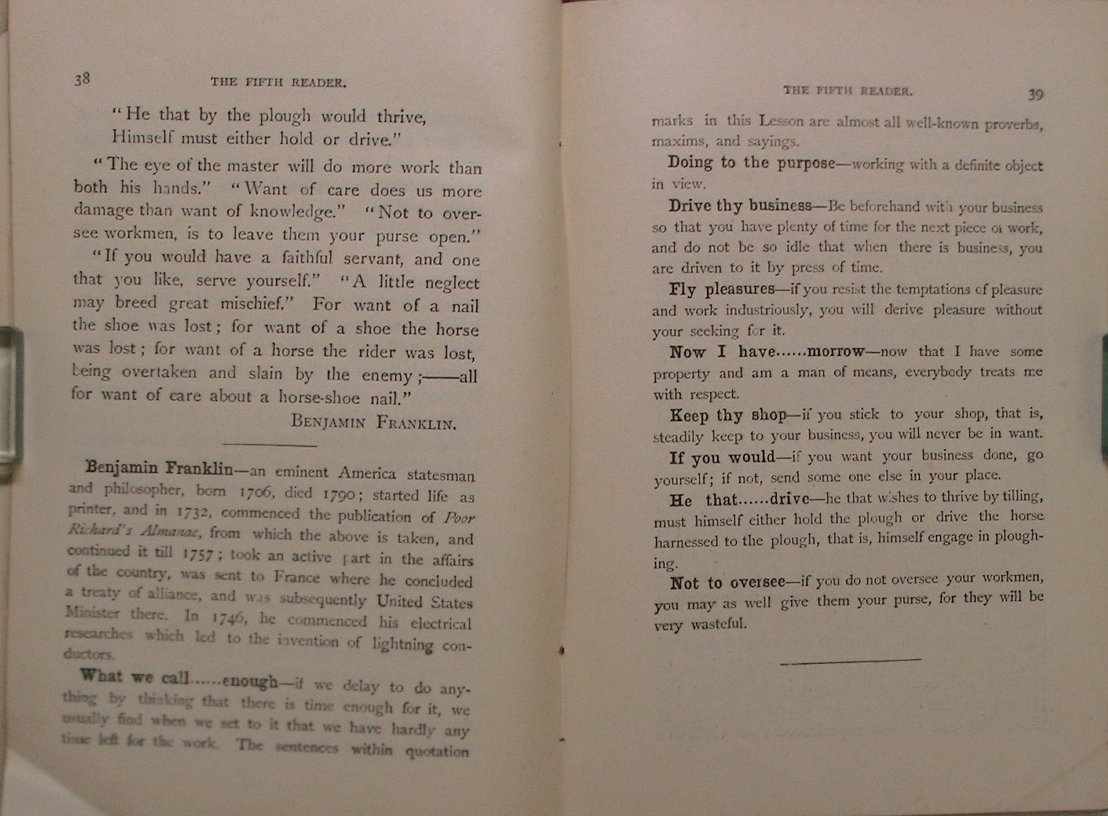 38
THE FIFTH READER.
“ He that by the plough would thrive,
Himself must either hold or drive.”
“ The eye of the master will do more work than
both his hands.” “ Want of care does us more
damage than want of knowledge.” “ Not to over-
see workmen, is to leave them your purse open.”
“ If you would have a faithful servant, and one
that you like, serve yourself.” “ A little neglect
may breed great mischief.” For want of a nail
the shoe was lost ; for want of a shoe the horse
was lost ; for want of a horse the rider was lost,
being overtaken and slain by the enemy ;——all
for want of care about a horse-shoe nail.”
BENJAMIN FRANKLIN.
Benjamin Franklin—an eminent America statesman
and philosopher, born 1706, died 1790 ; started life as
printer, and in 1732, commenced the publication of Poor
Richard's Almanac, from which the above is taken, and
continued it till 1757 ; took an active part in the affairs
of the country, was sent to France where he concluded
a treaty of alliance, and was subsequently United States
Minister there. In 1746, he commenced his electrical
researches which led to the invention of lightning con-
ductors.
What we call......enough—if we delay to do any-
thing by thinking that there is time enough for it, we
usually find when we set to it that we have hardly any
time left for the work. The sentences within quotation
THE FIFTH READER.
39
marks in this Lesson are almost all well-known proverbs,
maxims, and sayings.
Doing to the purpose—working with a definite object
in view.
Drive thy business—Be beforehand with your business
so that you have plenty of time for the next piece of work,
and do not be so idle that when there is business, you
are driven to it by press of time.
Fly pleasures—if you resist the temptations of pleasure
and work industriously, you will derive pleasure without
your seeking for it.
Now I have......morrow—now that I have some
property and am a man of means, everybody treats me
with respect.
Keep thy shop—if you stick to your shop, that is,
steadily keep to your business, you will never be in want.
If you would—if you want your business done, go
yourself ; if not, send some one else in your place.
He that......drive—he that wishes to thrive by tilling,
must himself either hold the plough or drive the horse
harnessed to the plough, that is, himself engage in plough-
ing.
Not to oversee—if you do not oversee your workmen,
you may as well give them your purse, for they will be
very wasteful.